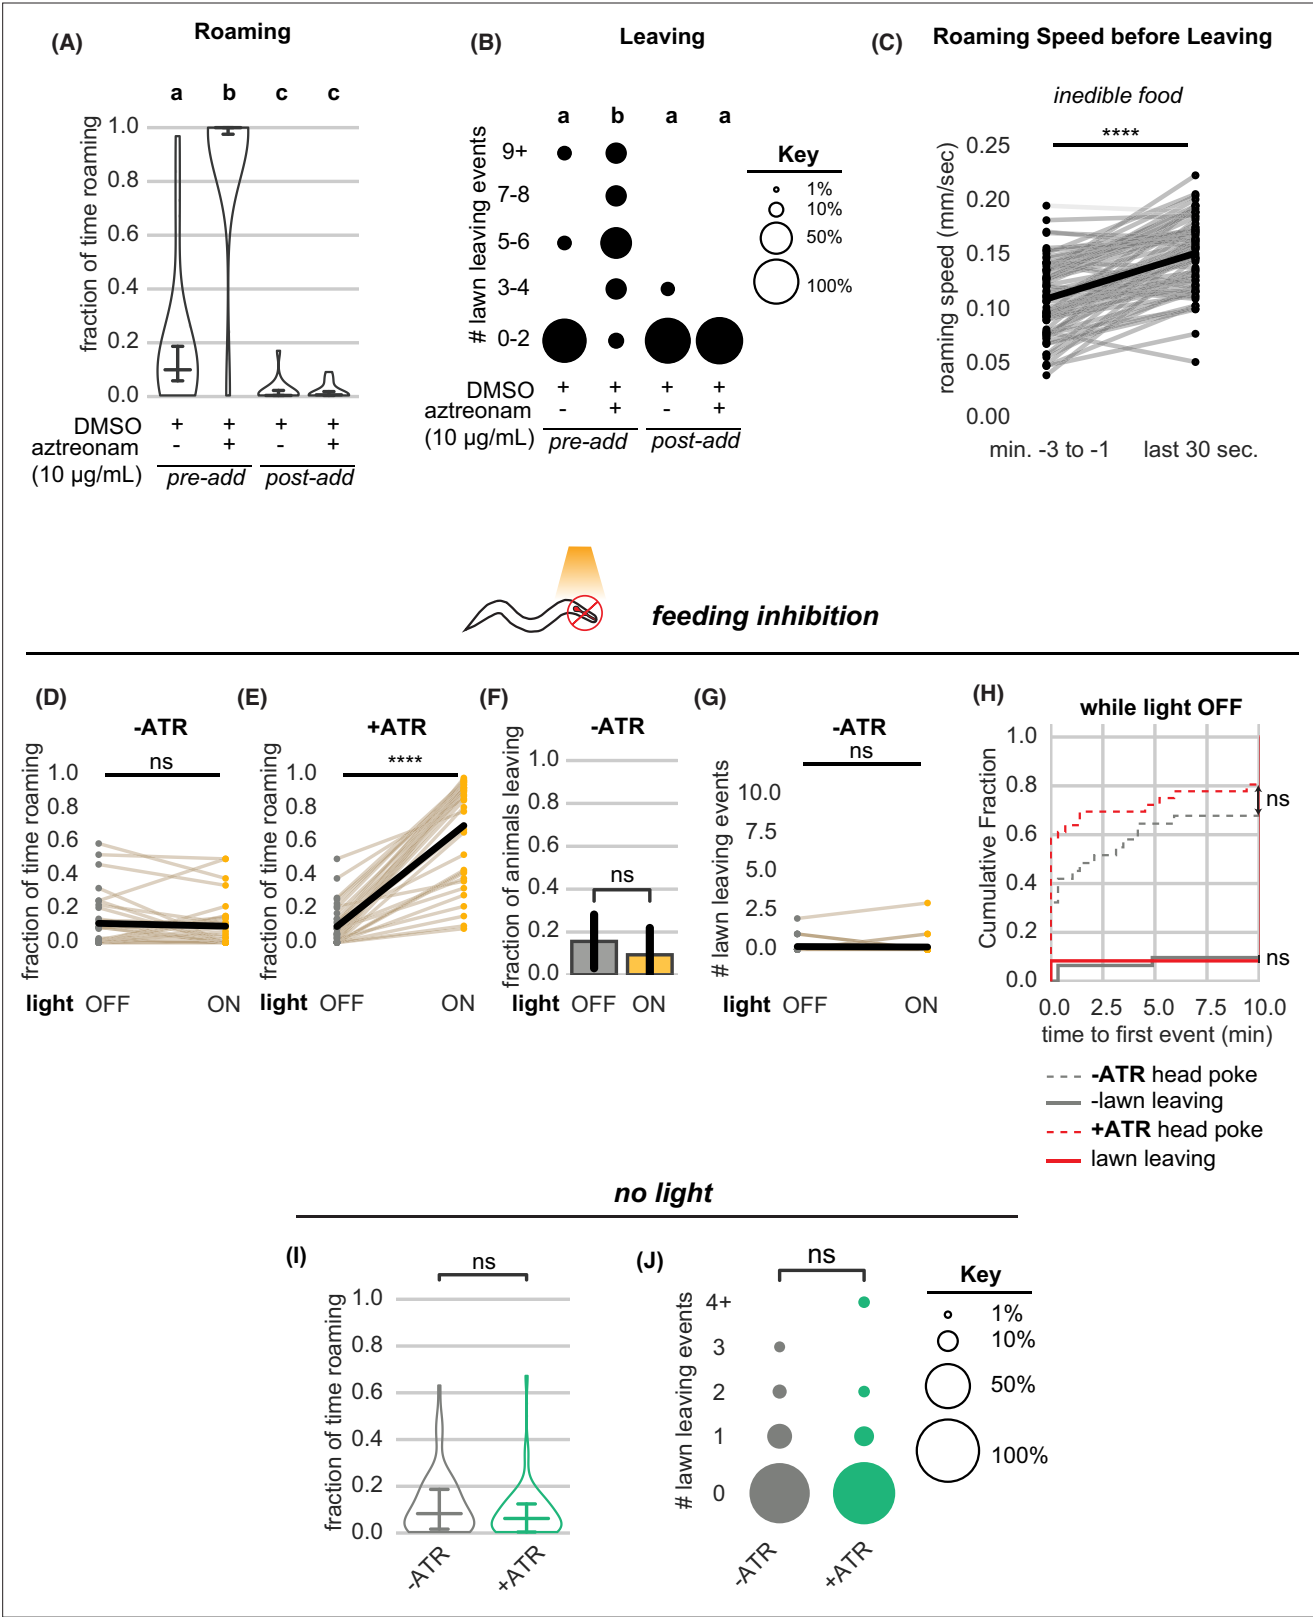 (A)
Roaming
a b c c
fraction of time roaming
1.0
0.8
0.6
0.4
0.2
0.0
DMSO + + + +
aztreonam - + - +
(10 µg/mL) pre-add post-add
(B)
Leaving
a b a a
# lawn leaving events
9+
7-8
5-6
3-4
0-2
DMSO + + + +
aztreonam - + - +
(10 µg/mL) pre-add post-add
Key
1%
10%
50%
100%
(C)
Roaming Speed before Leaving
inedible food
****
roaming speed (mm/sec)
0.25
0.20
0.15
0.10
0.05
0.00
min. -3 to -1 last 30 sec.
feeding inhibition
(D)
-ATR
ns
fraction of time roaming
1.0
0.8
0.6
0.4
0.2
0.0
light OFF ON
(E)
+ATR
****
fraction of time roaming
1.0
0.8
0.6
0.4
0.2
0.0
light OFF ON
(F)
-ATR
fraction of animals leaving
1.0
0.8
0.6
0.4
0.2
0.0
ns
light OFF ON
(G)
-ATR
ns
# lawn leaving events
10.0
7.5
5.0
2.5
0.0
light OFF ON
(H)
while light OFF
Cumulative Fraction
1.0
0.8
0.6
0.4
0.2
0.0
ns
ns
0.0 2.5 5.0 7.5 10.0
time to first event (min)
-ATR head poke
-lawn leaving
+ATR head poke
lawn leaving
no light
(I)
ns
fraction of time roaming
1.0
0.8
0.6
0.4
0.2
0.0
-ATR +ATR
(J)
ns
# lawn leaving events
4+
3
2
1
0
-ATR +ATR
Key
1%
10%
50%
100%